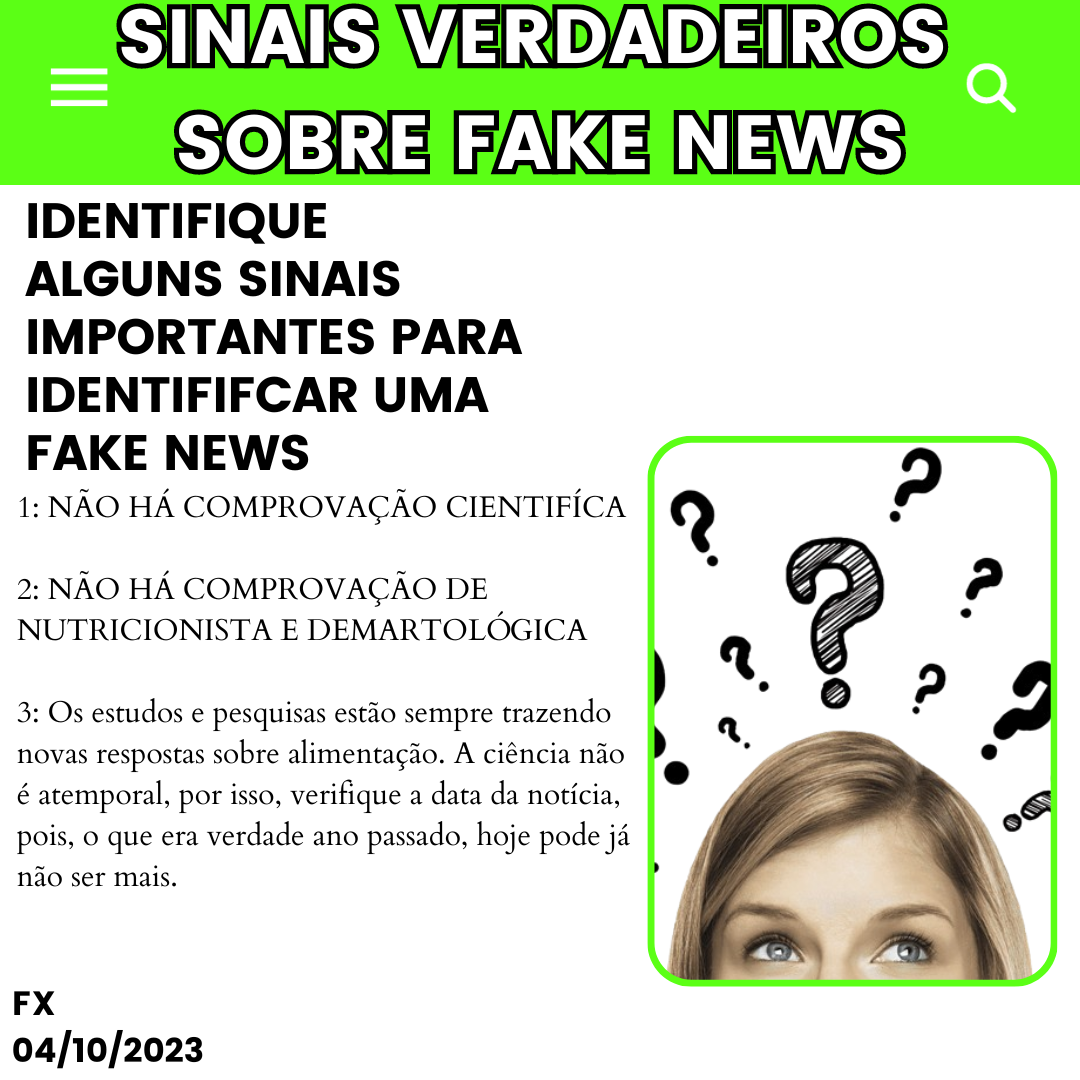 SINAIS VERDADEIROS
SOBRE FAKE NEWS
IDENTIFIQUE
ALGUNS SINAIS
IMPORTANTES PARA
IDENTIFIFCAR UMA
FAKE NEWS
1: NÃO HÁ COMPROVAÇÃO CIENTIFÍCA
2: NÃO HÁ COMPROVAÇÃO DE
NUTRICIONISTA E DEMARTOLÓGICA
3: Os estudos e pesquisas estão sempre trazendo
novas respostas sobre alimentação. A ciência não
é atemporal, por isso, verifique a data da notícia,
pois, o que era verdade ano passado, hoje pode já
não ser mais.
FX
04/10/2023